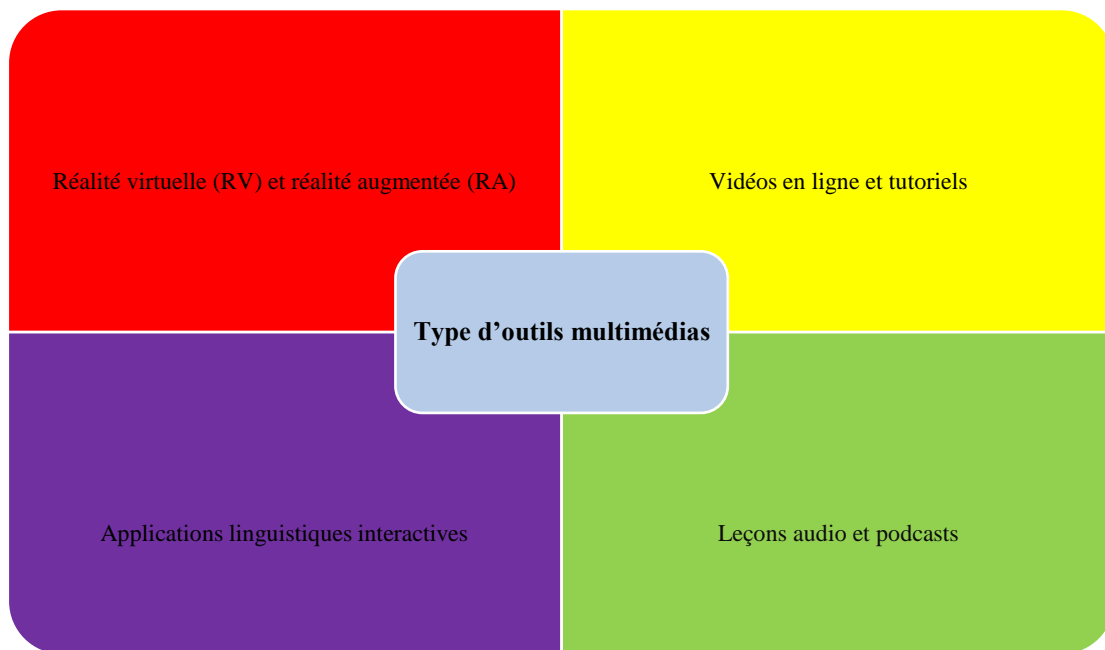 Réalité virtuelle (RV) et réalité augmentée (RA)
Vidéos en ligne et tutoriels
Type d’outils multimédias
Applications linguistiques interactives
Leçons audio et podcasts